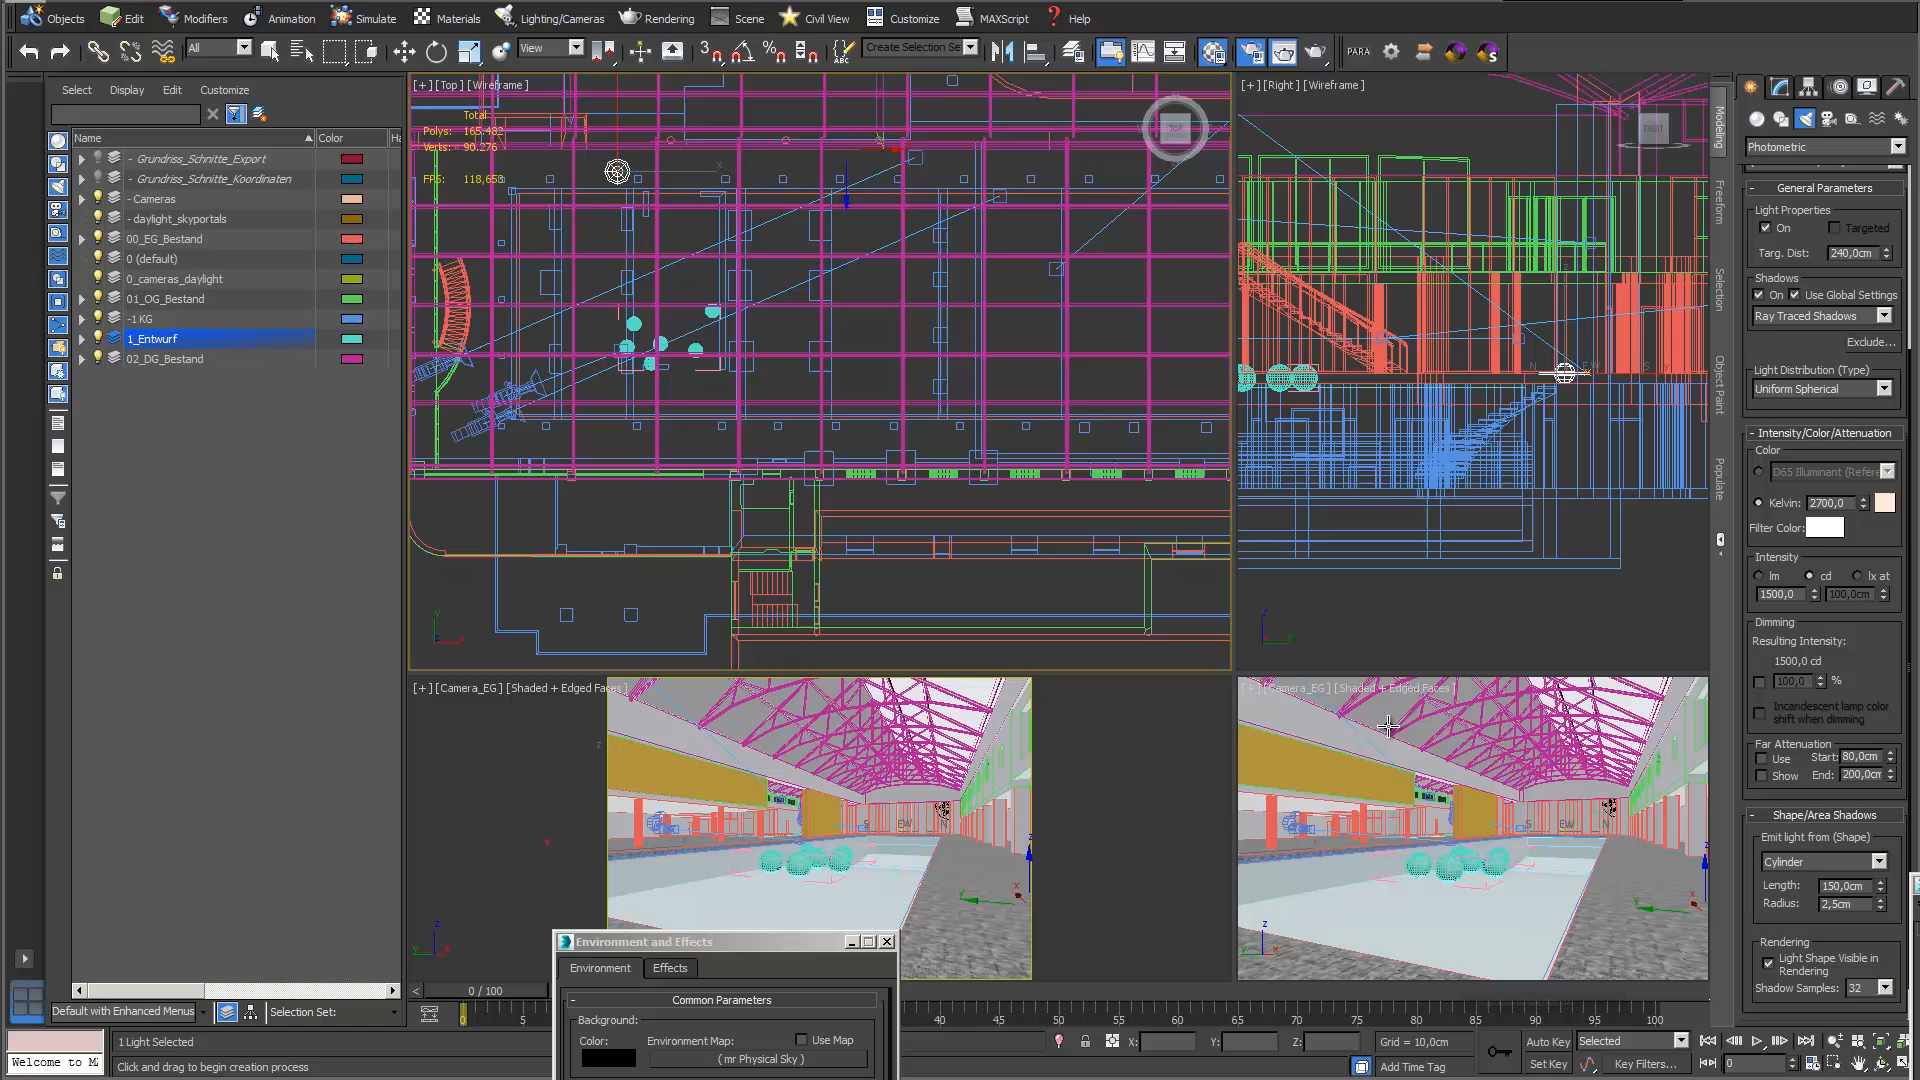 Objects Edit Modifiers Animation Simulate Materials Lighting/Cameras Rendering Scene Civil View Customize MAXScript Help
All View Create Selection Se PARA
Select Display Edit Customize
Name Color Ha
- Grundriss_Schnitte_Export
- Grundriss_Schnitte_Koordinaten
- Cameras
- daylight_skyportals
00_EG_Bestand
0 (default)
0_cameras_daylight
01_OG_Bestand
-1 KG
1_Entwurf
02_DG_Bestand
[+] [Top ] [Wireframe ]
Total
Polys: 165.482
Verts: 90.276
FPS: 118,653
TOP
[+] [Right ] [Wireframe ]
RIGHT
[+] [Camera_EG] [Shaded + Edged Faces ]
S EW N
[+] [Camera_EG] [Shaded + Edged Faces ]
S EW N
Modeling
Freeform
Selection
Object Paint
Populate
Photometric
- General Parameters
Light Properties
On Targeted
Targ. Dist: 240,0cm
Shadows
On Use Global Settings
Ray Traced Shadows
Exclude...
Light Distribution (Type)
Uniform Spherical
- Intensity/Color/Attenuation
Color
D65 Illuminant (Refere
Kelvin: 2700,0
Filter Color:
Intensity
lm cd lx at
1500,0 100,0cm
Dimming
Resulting Intensity:
1500,0 cd
100,0 %
Incandescent lamp color
shift when dimming
Far Attenuation
Use Start: 80,0cm
Show End: 200,0cm
- Shape/Area Shadows
Emit light from (Shape)
Cylinder
Length: 150,0cm
Radius: 2,5cm
Rendering
Light Shape Visible in
Rendering
Shadow Samples: 32
Environment and Effects
Environment Effects
- Common Parameters
Background:
Color: Environment Map: Use Map
( mr Physical Sky )
< 0 / 100
5 40 45 50 55 60 65 70 75 80 85 90 95 100
Default with Enhanced Menus Selection Set:
Welcome to M
1 Light Selected
Click and drag to begin creation process
X: Y: Z: Grid = 10,0cm
Add Time Tag
Auto Key Selected
Set Key Key Filters...
0